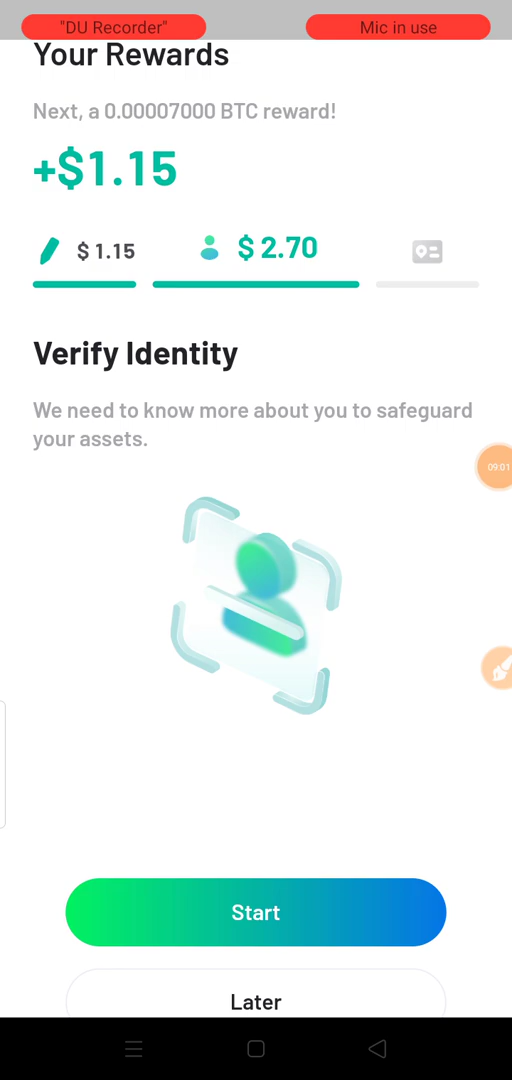 "DU Recorder" Mic in use
Your Rewards
Next, a 0.00007000 BTC reward!
+$1.15
$ 1.15 $ 2.70
Verify Identity
We need to know more about you to safeguard
your assets.
09:01
Start
Later